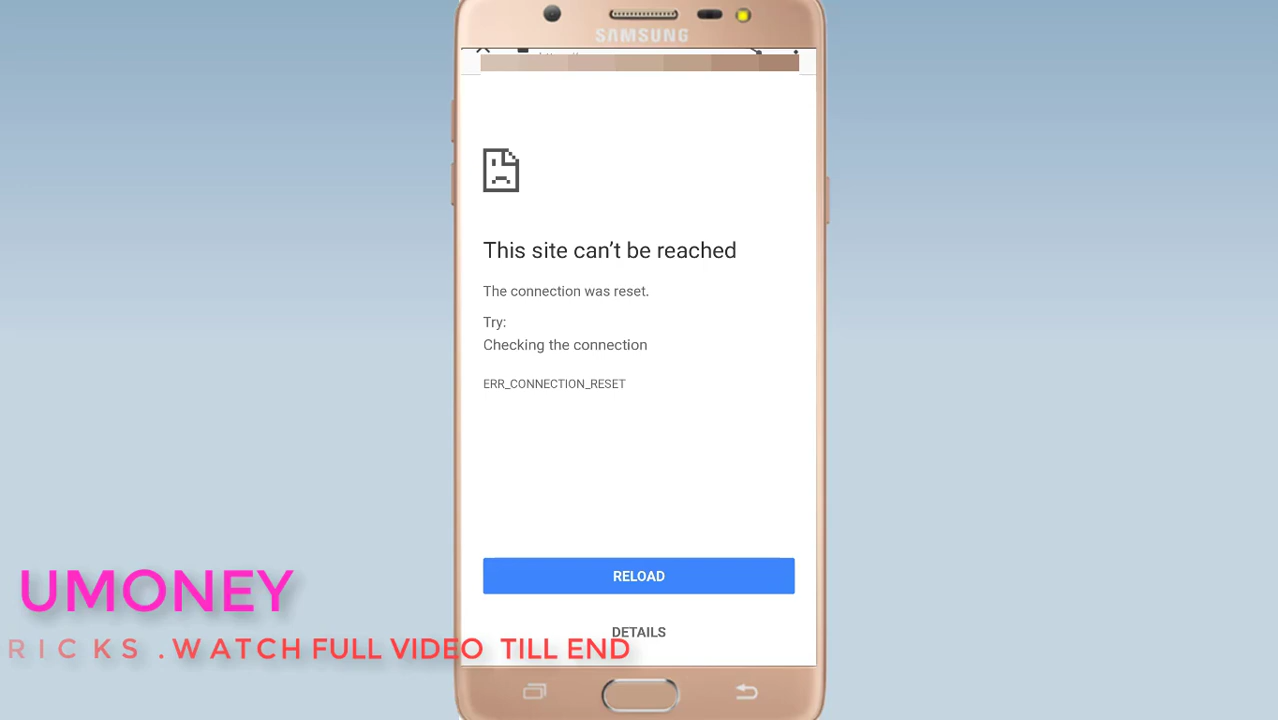 SAMSUNG
This site can't be reached
The connection was reset.
Try:
Checking the connection
ERR_CONNECTION_RESET
RELOAD
DETAILS
UMONEY
RICKS .WATCH FULL VIDEO TILL END